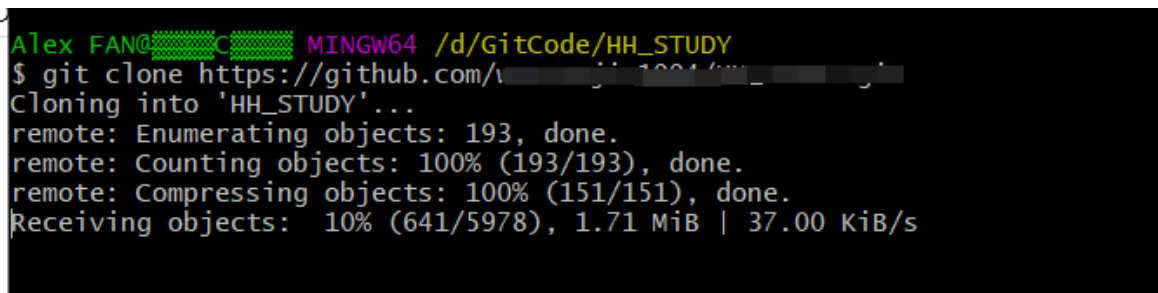 Alex FAN@▒▒▒▒C▒▒▒▒ MINGW64 /d/GitCode/HH_STUDY
$ git clone https://github.com/
Cloning into 'HH_STUDY'...
remote: Enumerating objects: 193, done.
remote: Counting objects: 100% (193/193), done.
remote: Compressing objects: 100% (151/151), done.
Receiving objects:  10% (641/5978), 1.71 MiB | 37.00 KiB/s